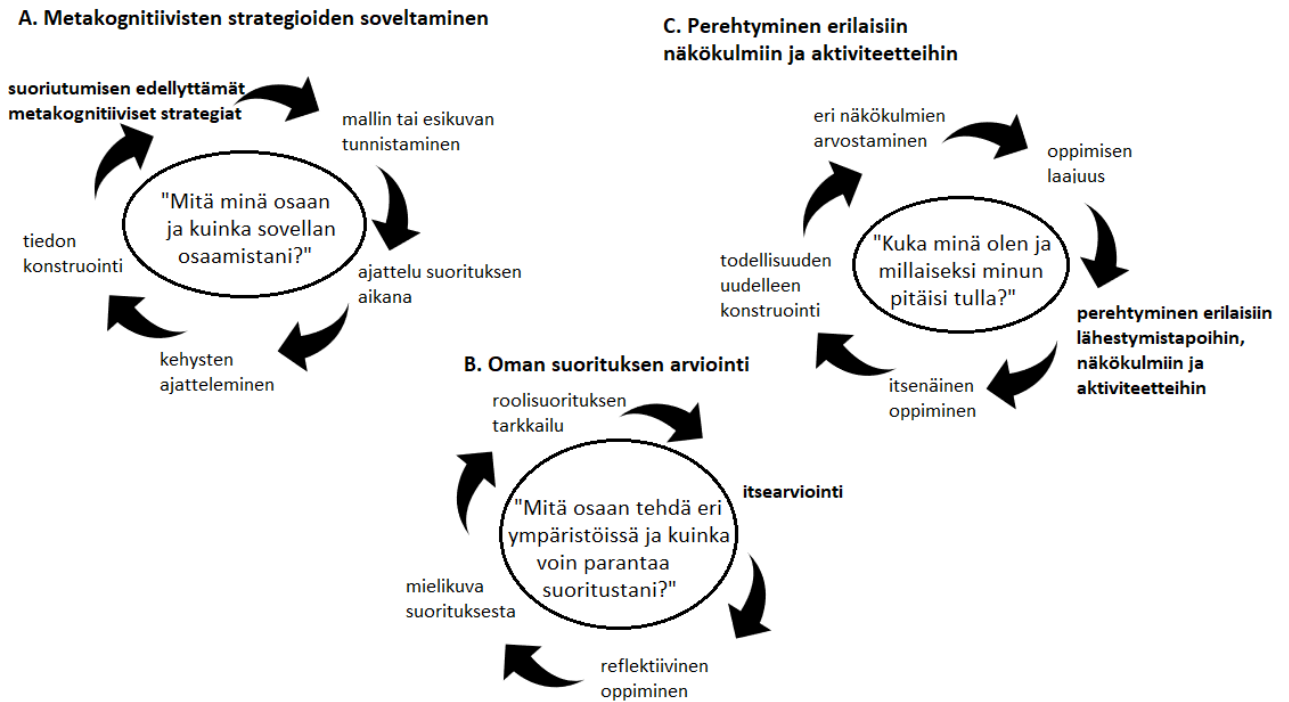 A. Metakognitiivisten strategioiden soveltaminen
suoriutumisen edellyttämät
metakognitiiviset strategiat
mallin tai esikuvan
tunnistaminen
ajattelu suorituksen
aikana
kehysten
ajatteleminen
tiedon
konstruointi
"Mitä minä osaan
ja kuinka sovellan
osaamistani?"
B. Oman suorituksen arviointi
roolisuorituksen
tarkkailu
itsearviointi
reflektiivinen
oppiminen
mielikuva
suorituksesta
"Mitä osaan tehdä eri
ympäristöissä ja kuinka
voin parantaa
suoritustani?"
C. Perehtyminen erilaisiin
näkökulmiin ja aktiviteetteihin
eri näkökulmien
arvostaminen
oppimisen
laajuus
perehtyminen erilaisiin
lähestymistapoihin,
näkökulmiin ja
aktiviteetteihin
itsenäinen
oppiminen
todellisuuden
uudelleen
konstruointi
"Kuka minä olen ja
millaiseksi minun
pitäisi tulla?"